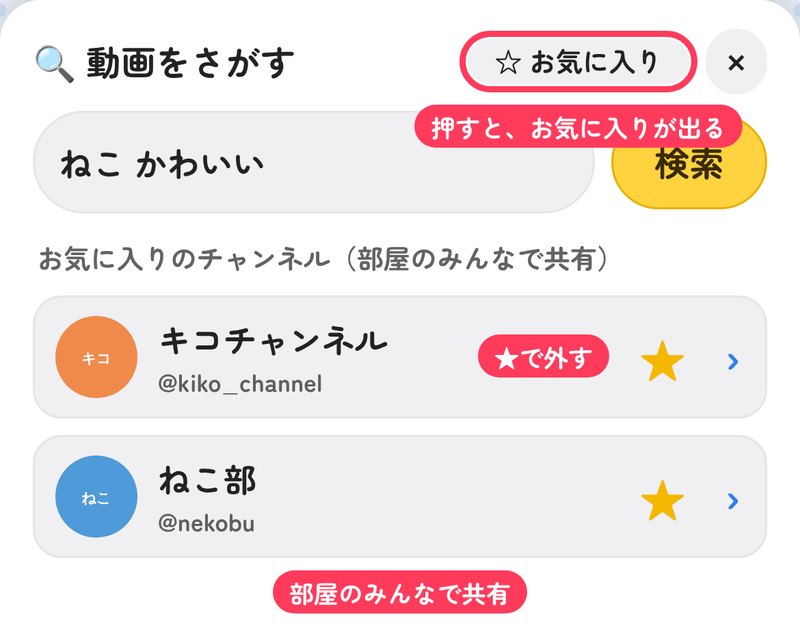 動画をさがす
☆ お気に入り
×
押すと、お気に入りが出る
ねこ かわいい
検索
お気に入りのチャンネル（部屋のみんなで共有）
キコ
キコチャンネル
@kiko_channel
★で外す
ねこ
ねこ部
@nekobu
部屋のみんなで共有